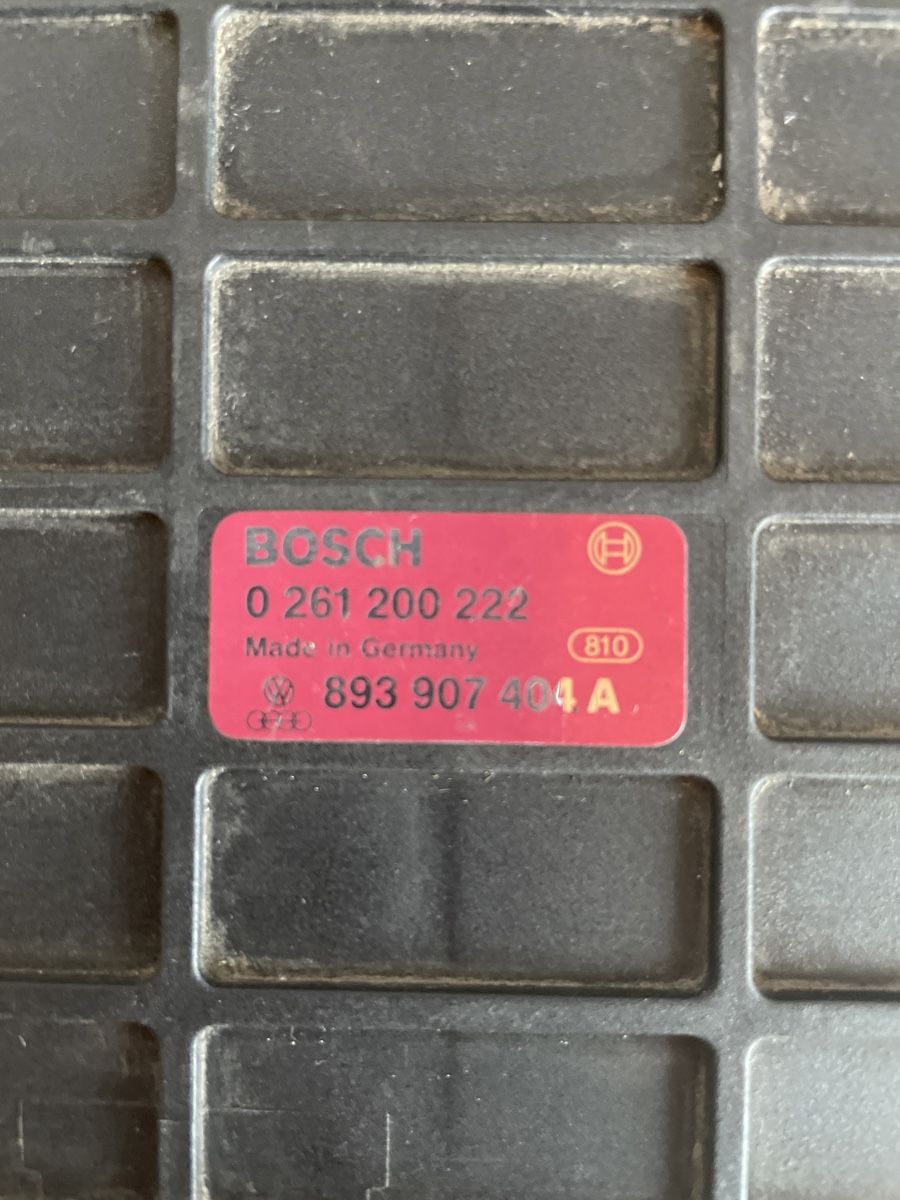 BOSCH
0 261 200 222
Made in Germany 810
893 907 404 A